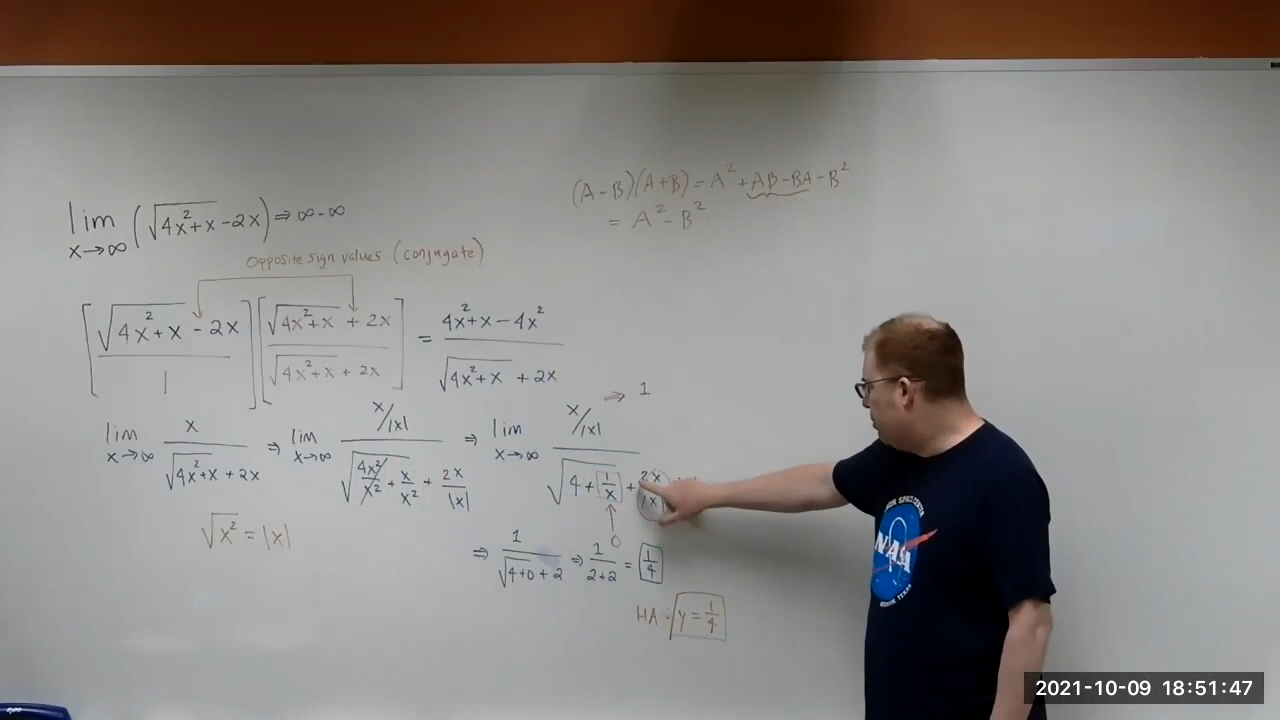 (A-B)(A+B) = A² + AB - BA - B²
= A² - B²
lim x→∞ (√(4x²+x) - 2x) ⇒ ∞ - ∞
Opposite sign values (conjugate)
[ √(4x²+x) - 2x / 1 ] [ √(4x²+x) + 2x / √(4x²+x) + 2x ] = 4x²+x-4x² / √(4x²+x) + 2x
→ 1
lim x→∞ x / √(4x²+x) + 2x ⇒ lim x→∞ x/|x| / √(4x²/x² + x/x²) + 2x/|x| ⇒ lim x→∞ x/|x| / √(4 + 1/x) + 2x/|x|
√x² = |x|
0
⇒ 1 / √(4+0) + 2 ⇒ 1 / 2+2 = 1/4
HA: y = 1/4
NASA
2021-10-09 18:51:47